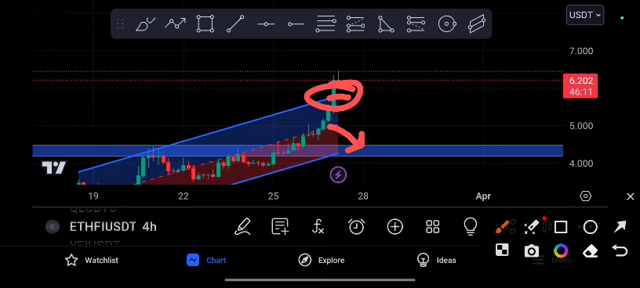 USDT
7.000
6.202
46:11
5.000
4.000
19
22
25
28
Apr
ETHFIUSDT 4h
Watchlist
Chart
Explore
Ideas